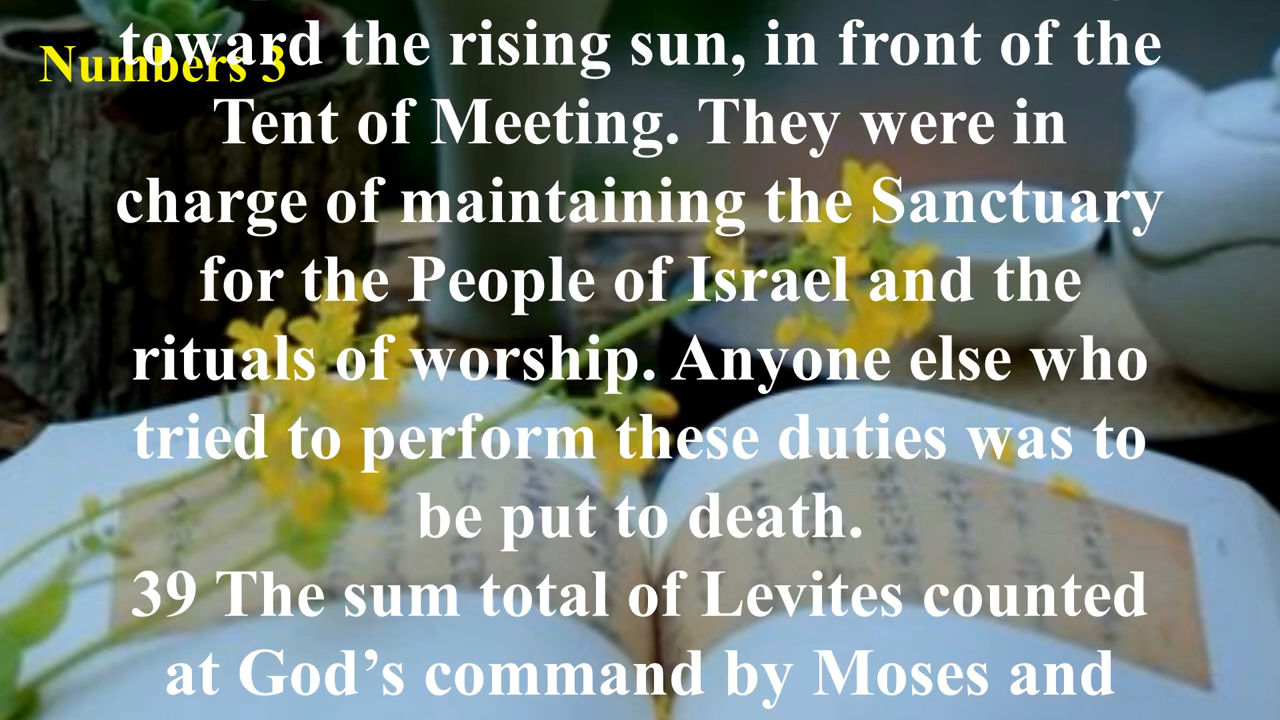 Numbers 3
toward the rising sun, in front of the
Tent of Meeting. They were in
charge of maintaining the Sanctuary
for the People of Israel and the
rituals of worship. Anyone else who
tried to perform these duties was to
be put to death.
39 The sum total of Levites counted
at God’s command by Moses and